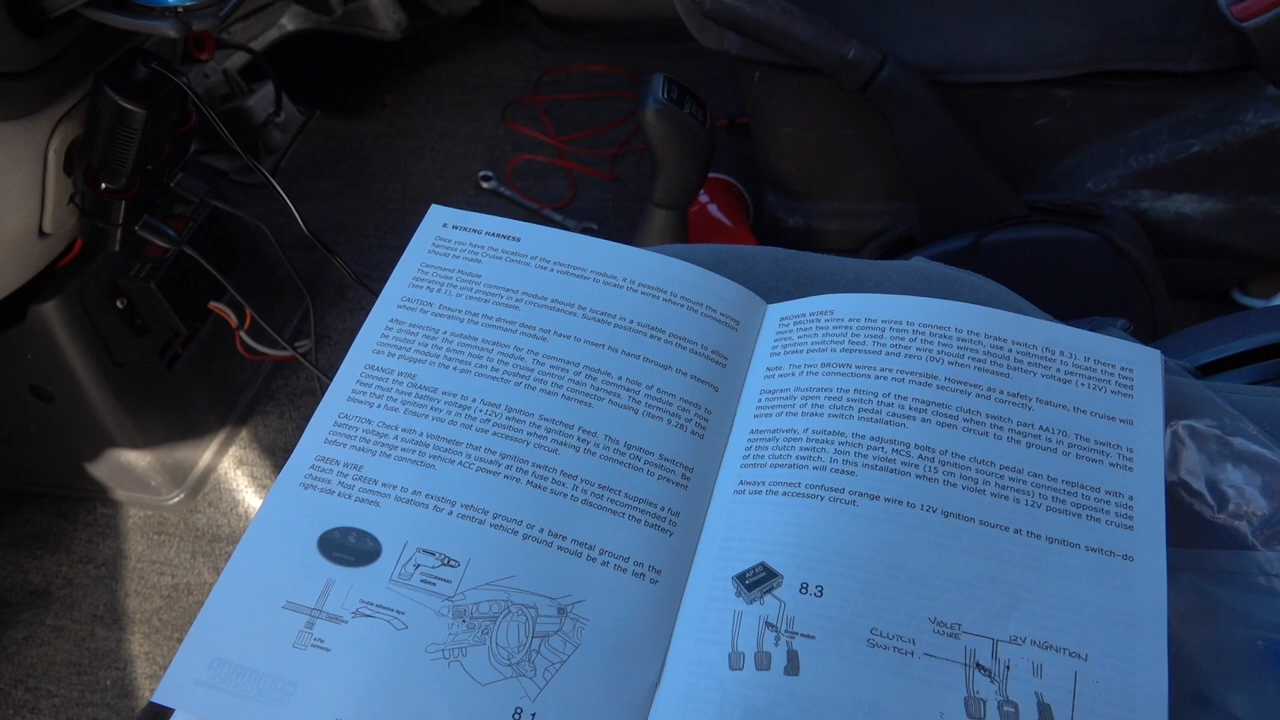 8. WIRING HARNESS
Once you have the location of the electronic module, it is possible to mount the wiring
harness of the Cruise Control. Use a voltmeter to locate the wires where the connection
should be made.
Command Module
The Cruise Control command module should be located in a suitable position to allow
operating the unit properly in all circumstances. Suitable positions are on the dashboard
(see fig 8.1), or central console.
CAUTION: Ensure that the driver does not have to insert his hand through the steering
wheel for operating the command module.
After selecting a suitable location for the command module, a hole of 6mm needs to
be drilled near the command module. The wires of the command module can now
be routed via the 6mm hole to the cruise control main harness. The terminals of the
command module harness can be pushed into the connector housing (item 9.28) and
can be plugged in the 4-pin connector of the main harness.
ORANGE WIRE
Connect the ORANGE wire to a fused Ignition Switched Feed. This Ignition Switched
Feed must have battery voltage (+12V) when the ignition key is in the ON position. Be
sure that the ignition key is in the off position when making the connection to prevent
blowing a fuse. Ensure you do not use accessory circuit.
CAUTION: Check with a Voltmeter that the ignition switch feed you select supplies a full
battery voltage. A suitable location is usually at the fuse box. It is not recommended to
connect the orange wire to vehicle ACC power wire. Make sure to disconnect the battery
before making the connection.
GREEN WIRE
Attach the GREEN wire to an existing vehicle ground or a bare metal ground on the
chassis. Most common locations for a central vehicle ground would be at the left or
right-side kick panels.
Double adhesive tape
Dashboard
4-Pin
connector
8.1
BROWN WIRES
The BROWN wires are the wires to connect to the brake switch (fig 8.3). If there are
more than two wires coming from the brake switch, use a voltmeter to locate the two
wires, which should be used. one of the two wires should be either a permanent feed
or ignition switched feed. The other wire should read the battery voltage (+12V) when
the brake pedal is depressed and zero (0V) when released.
Note: The two BROWN wires are reversible. However, as a safety feature, the cruise will
not work if the connections are not made securely and correctly.
Diagram illustrates the fitting of the magnetic clutch switch part AA170. The switch is
a normally open reed switch that is kept closed when the magnet is in proximity. The
movement of the clutch pedal causes an open circuit to the ground or brown white
wires of the brake switch installation.
Alternatively, if suitable, the adjusting bolts of the clutch pedal can be replaced with a
normally open breaks which part, MCS. And ignition source wire connected to one side
of this clutch switch. Join the violet wire (15 cm long in harness) to the opposite side
of the clutch switch. In this installation when the violet wire is 12V positive the cruise
control operation will cease.
Always connect confused orange wire to 12V ignition source at the ignition switch–do
not use the accessory circuit.
AP 60
8.3
VIOLET
WIRE
12V INGNITION
CLUTCH
SWITCH.